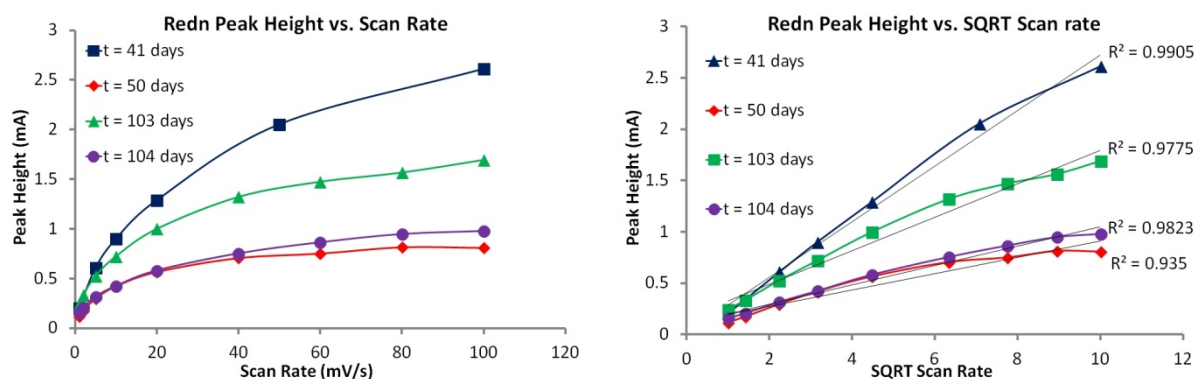 Redn Peak Height vs. Scan Rate
3
2.5
2
1.5
1
0.5
0
Peak Height (mA)
t = 41 days
t = 50 days
t = 103 days
t = 104 days
0 20 40 60 80 100 120
Scan Rate (mV/s)
Redn Peak Height vs. SQRT Scan rate
3
2.5
2
1.5
1
0.5
0
Peak Height (mA)
t = 41 days
t = 50 days
t = 103 days
t = 104 days
R² = 0.9905
R² = 0.9775
R² = 0.9823
R² = 0.935
0 2 4 6 8 10 12
SQRT Scan Rate